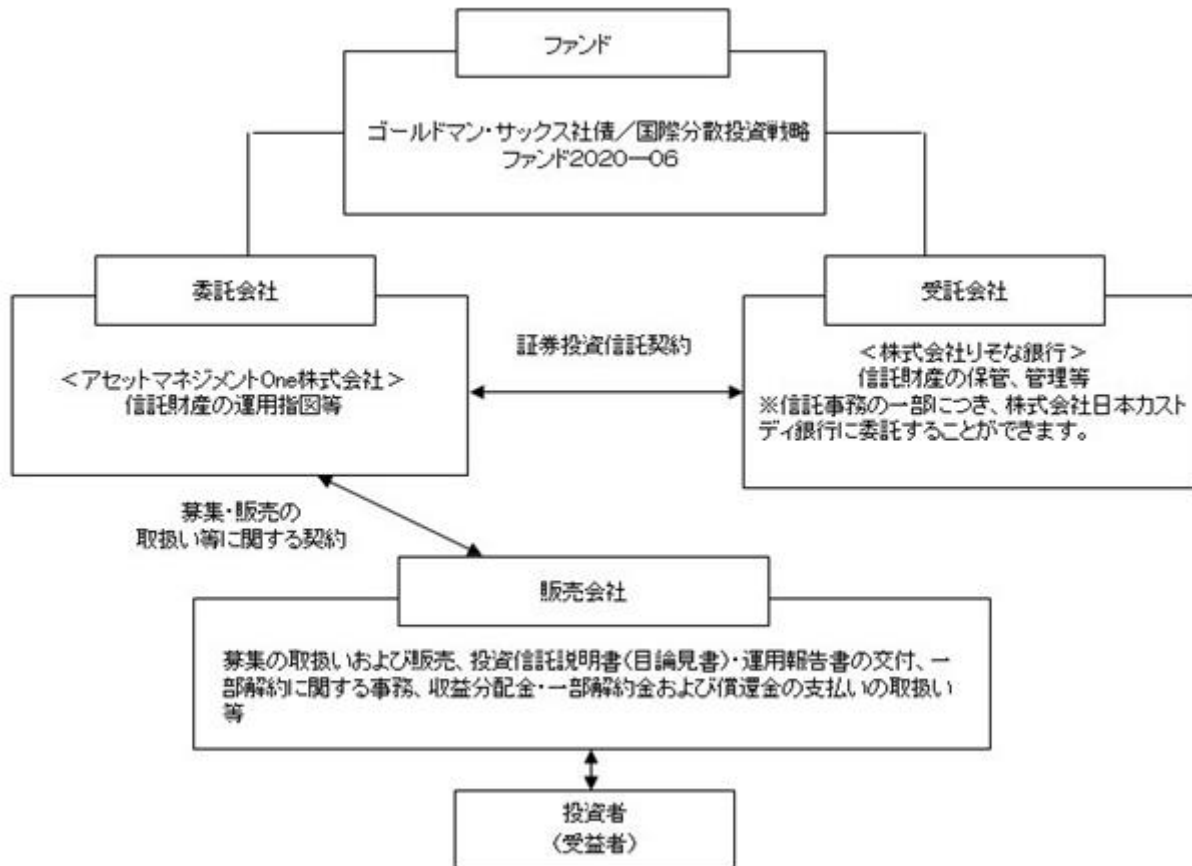 ファンド
ゴールドマン・サックス社債／国際分散投資戦略
ファンド2020―06
委託会社
受託会社
証券投資信託契約
＜アセットマネジメントOne株式会社＞
信託財産の運用指図等
＜株式会社りそな銀行＞
信託財産の保管、管理等
※信託事務の一部につき、株式会社日本カスト
ディ銀行に委託することができます。
募集・販売の
取扱い等に関する契約
販売会社
募集の取扱いおよび販売、投資信託説明書（目論見書）・運用報告書の交付、一
部解約に関する事務、収益分配金・一部解約金および償還金の支払いの取扱い
等
投資者
（受益者）